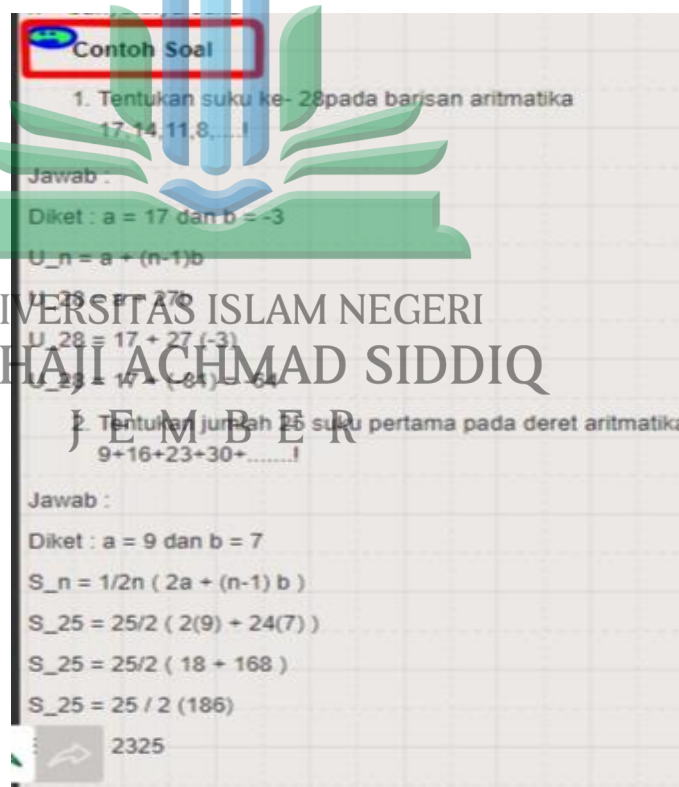 Contoh Soal
1. Tentukan suku ke- 28pada barisan aritmatika
17,14,11,8,....!
Jawab :
Diket : a = 17 dan b = -3
U_n = a + (n-1)b
U_28 = a + 27b
U_28 = 17 + 27 (-3)
U_28 = 17 + (-81) = -64
2. Tentukan jumlah 25 suku pertama pada deret aritmatika
9+16+23+30+.......!
Jawab :
Diket : a = 9 dan b = 7
S_n = 1/2n ( 2a + (n-1) b )
S_25 = 25/2 ( 2(9) + 24(7) )
S_25 = 25/2 ( 18 + 168 )
S_25 = 25 / 2 (186)
2325
IVERSITAS ISLAM NEGERI
HAJI ACHMAD SIDDIQ
J E M B E R